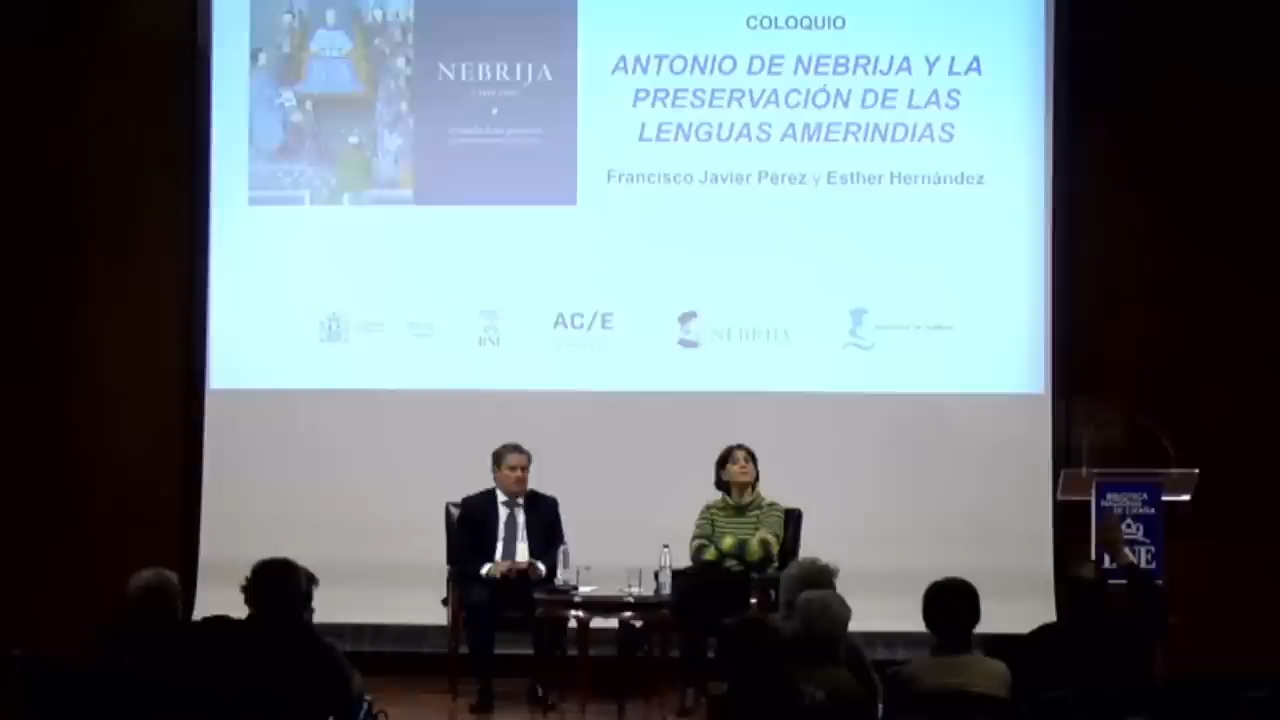 COLOQUIO
ANTONIO DE NEBRIJA Y LA
PRESERVACIÓN DE LAS
LENGUAS AMERINDIAS
Francisco Javier Pérez y Esther Hernández
NEBRIJA
BNE
AC/E
NEBRIJA
BIBLIOTECA
NACIONAL
DE ESPAÑA
BNE